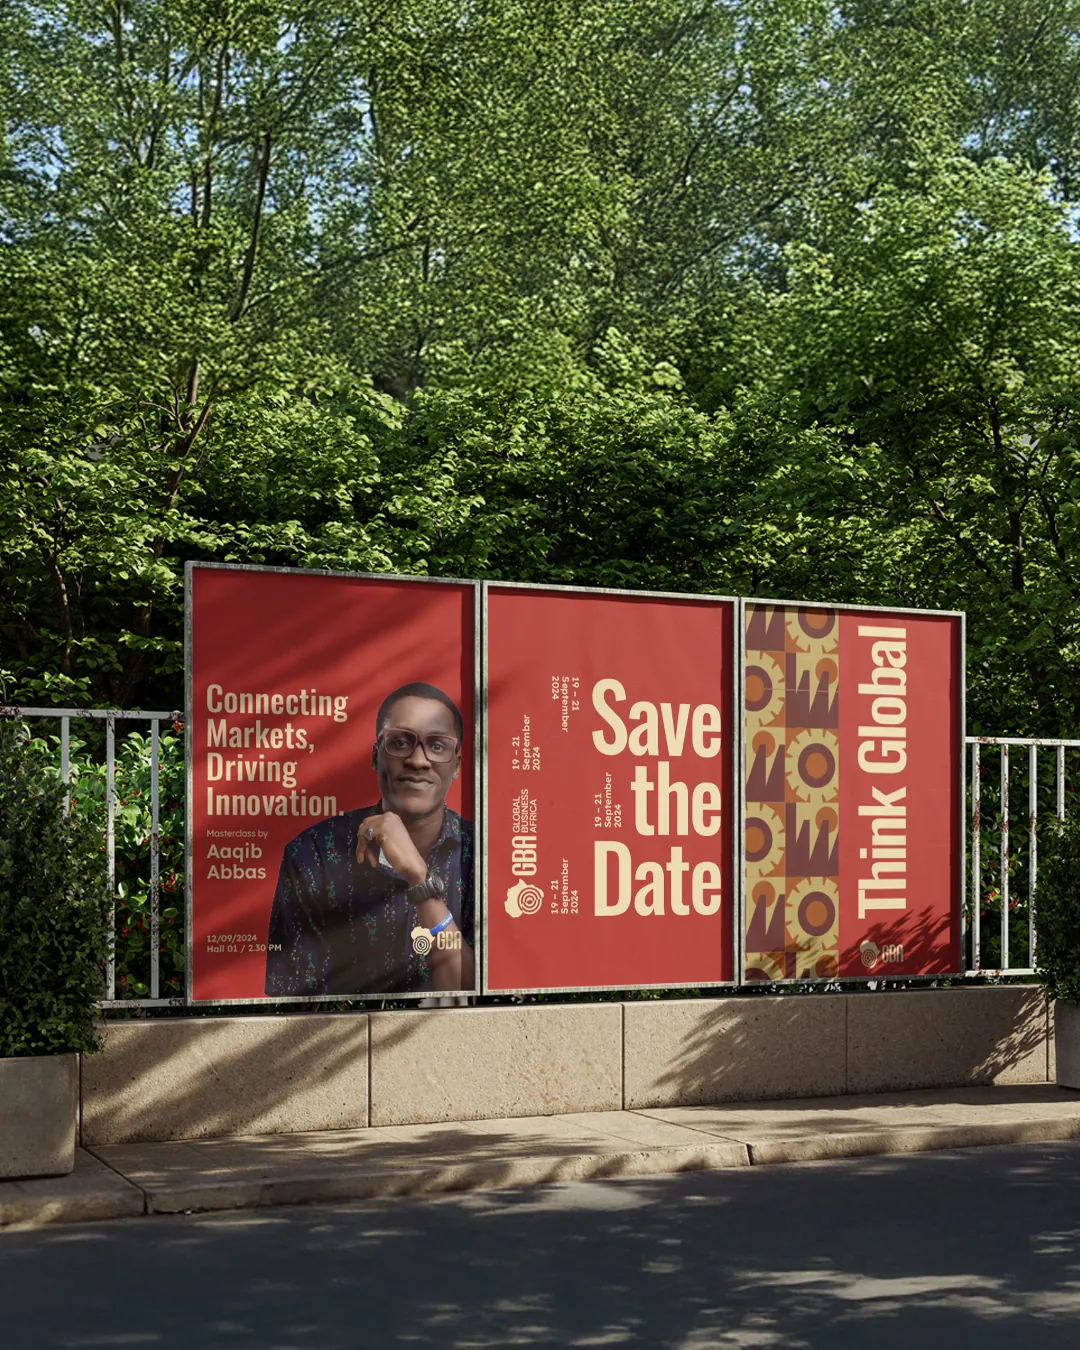 Connecting
Markets,
Driving
Innovation.
Masterclass by
Aaqib
Abbas
12/09/2024
Hall 01 / 2.30 PM
GBA
19 – 21
September
2024
19 – 21
September
2024
GBA
GLOBAL
BUSINESS
AFRICA
19 – 21
September
2024
19 – 21
September
2024
Save
the
Date
Think Global
GBA